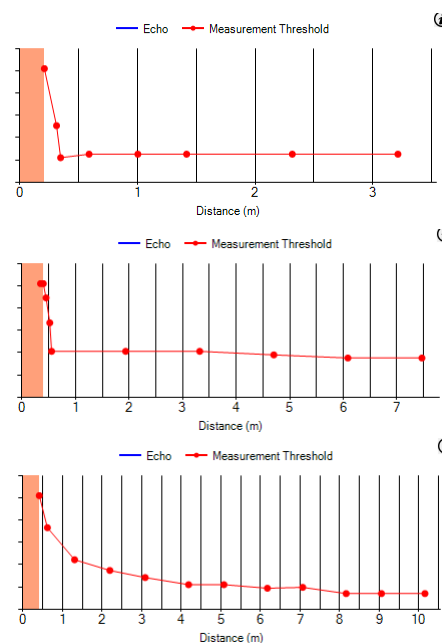 Echo Measurement Threshold
0 1 2 3
Distance (m)
Echo Measurement Threshold
0 1 2 3 4 5 6 7
Distance (m)
Echo Measurement Threshold
0 1 2 3 4 5 6 7 8 9 10
Distance (m)